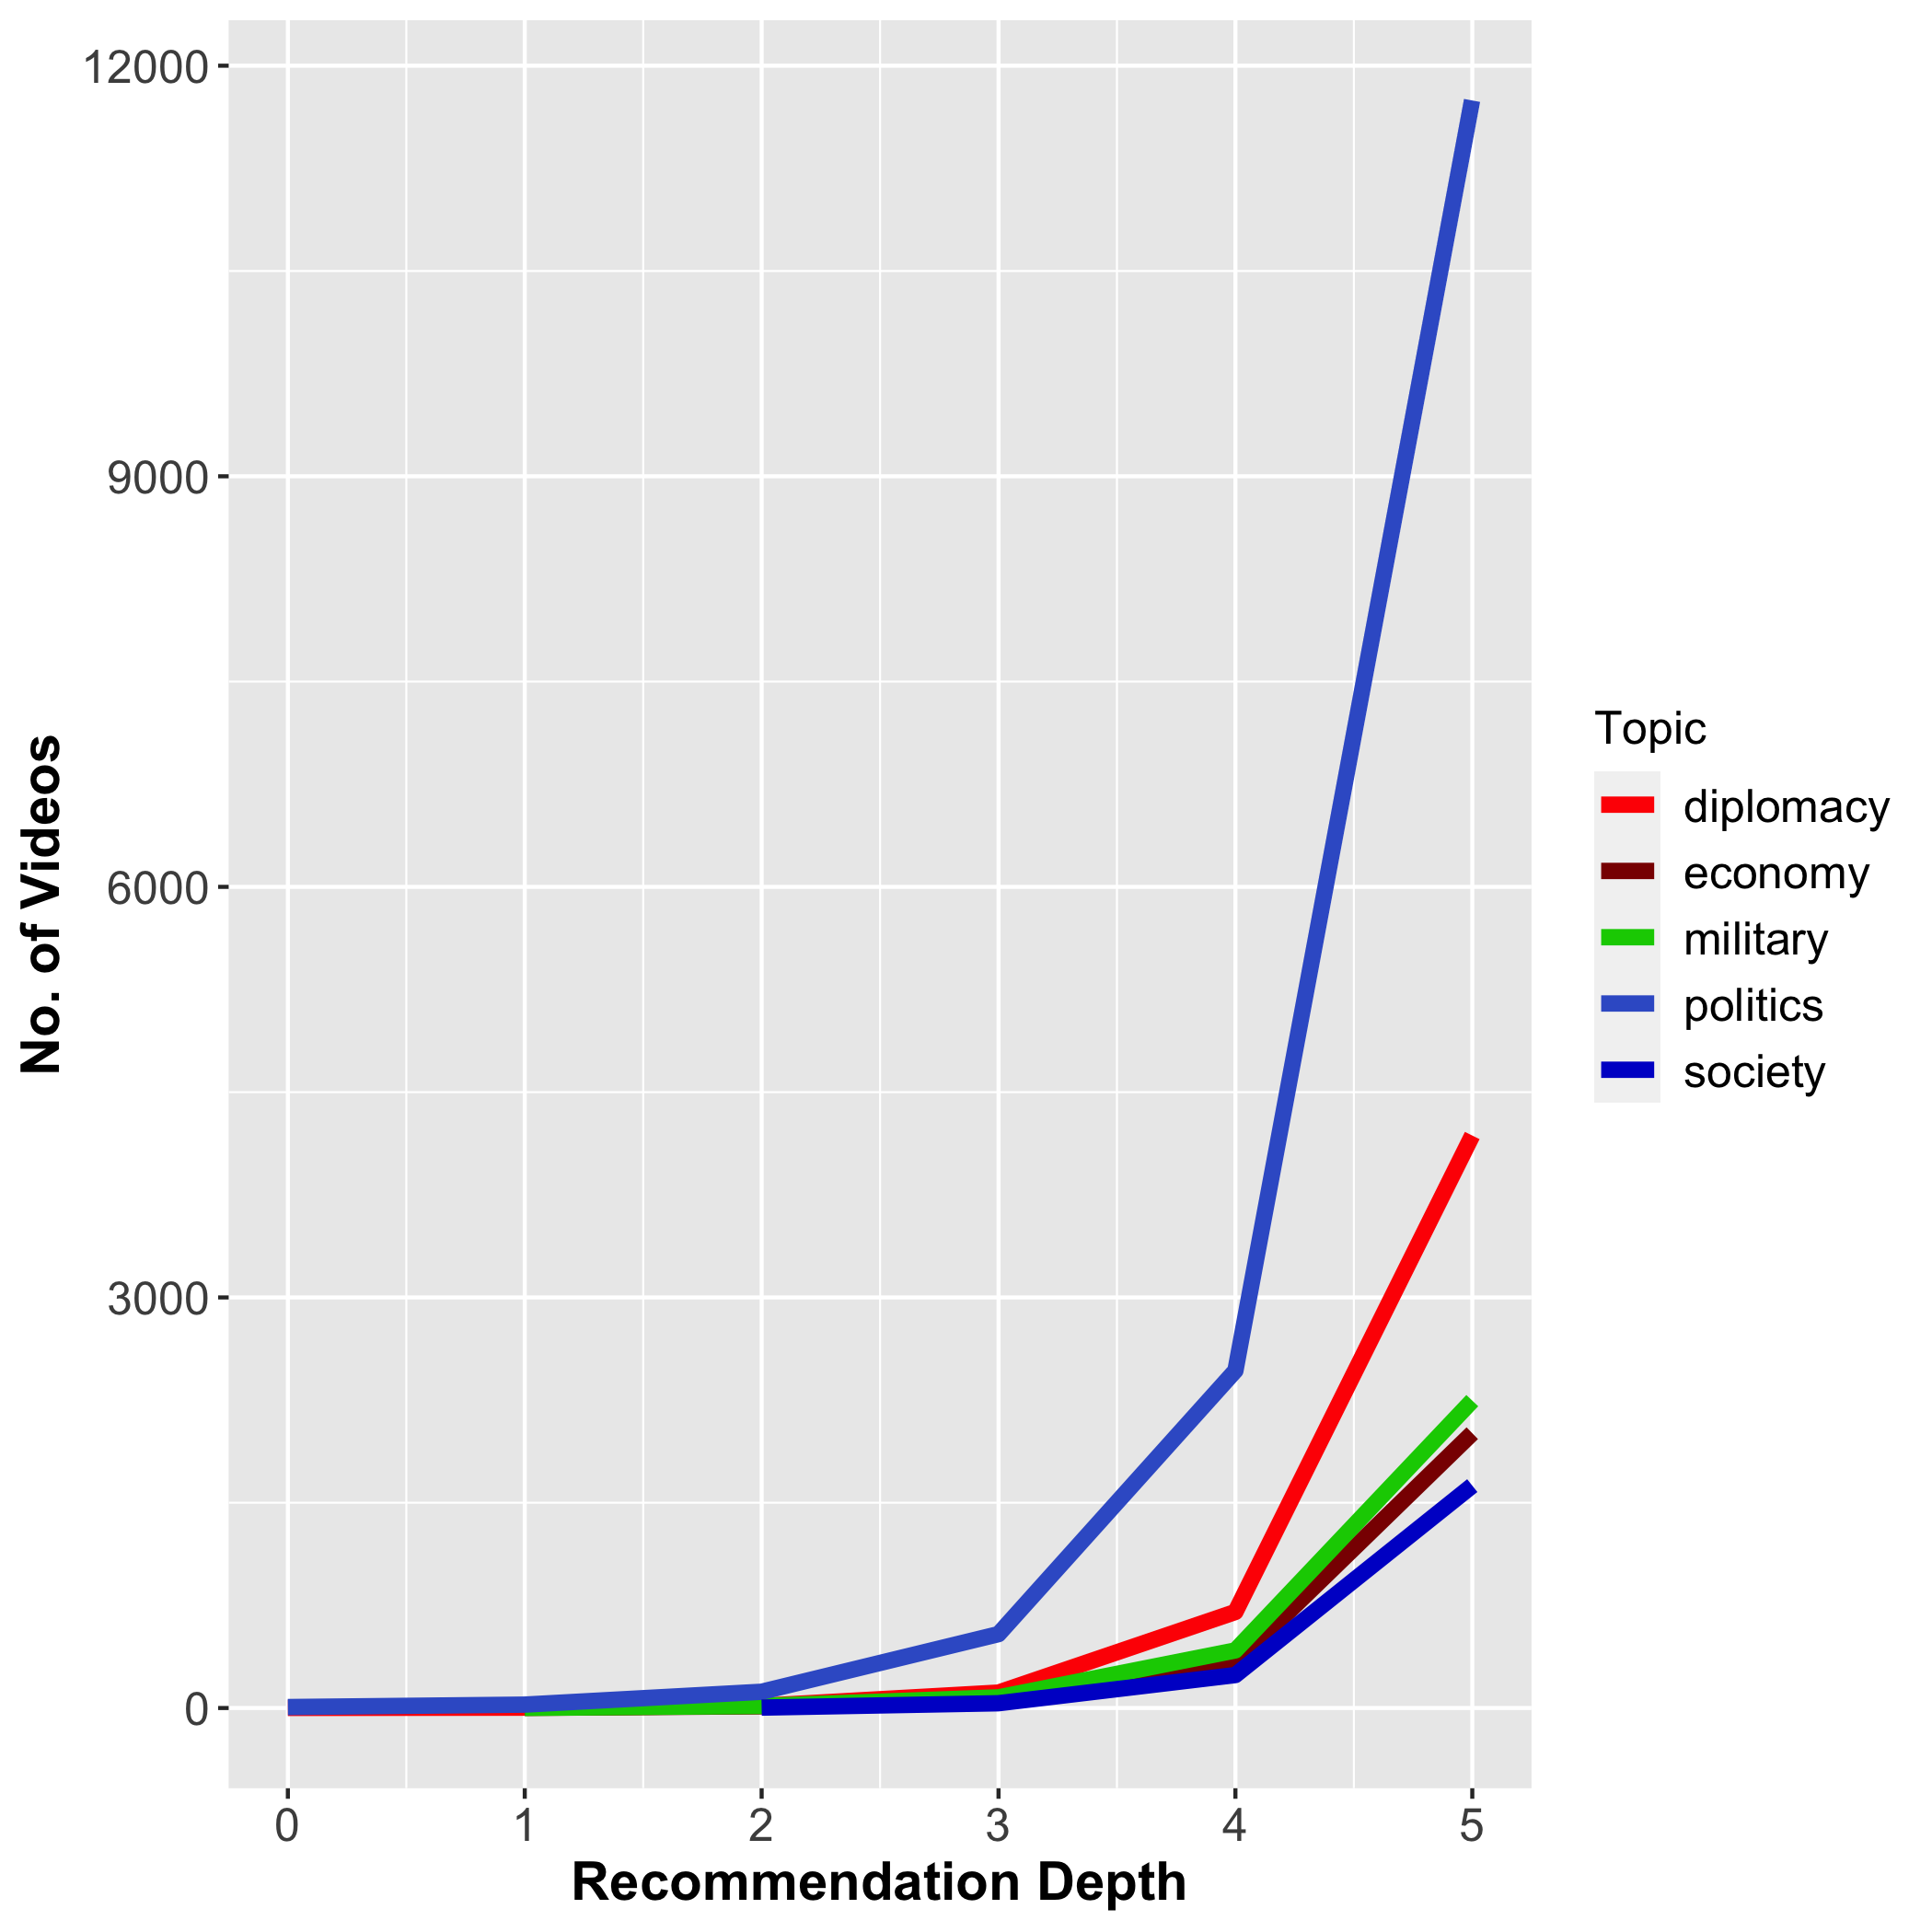 12000
9000
6000
3000
0
No. of Videos
0 1 2 3 4 5
Recommendation Depth
Topic
diplomacy
economy
military
politics
society